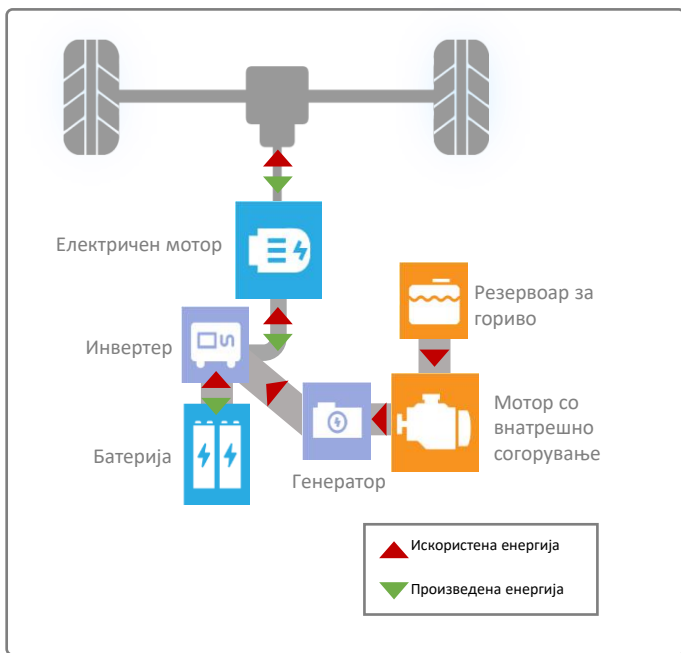 Електричен мотор
Резервоар за
гориво
Инвертер
Мотор со
внатрешно
согорување
Батерија
Генератор
Искористена енергија
Произведена енергија